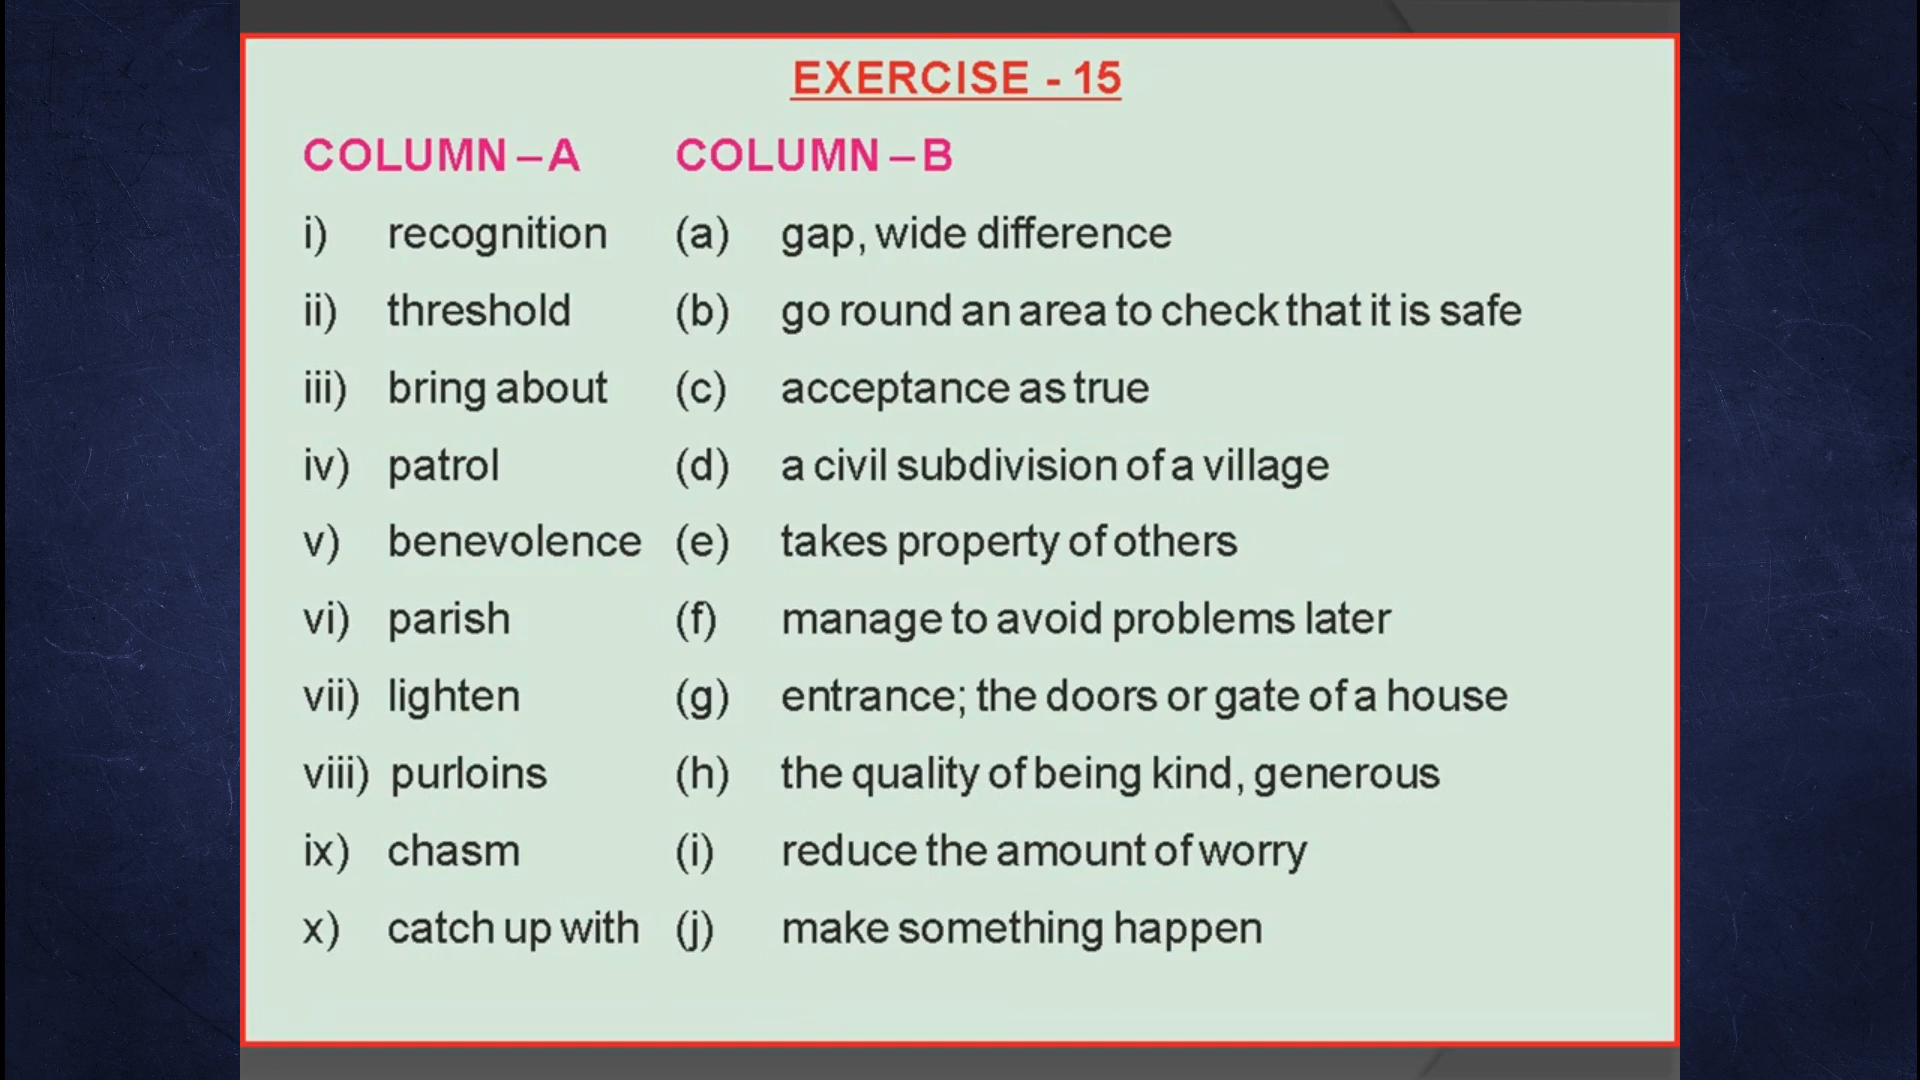 EXERCISE - 15
COLUMN – A COLUMN – B
i) recognition (a) gap, wide difference
ii) threshold (b) go round an area to check that it is safe
iii) bring about (c) acceptance as true
iv) patrol (d) a civil subdivision of a village
v) benevolence (e) takes property of others
vi) parish (f) manage to avoid problems later
vii) lighten (g) entrance; the doors or gate of a house
viii) purloins (h) the quality of being kind, generous
ix) chasm (i) reduce the amount of worry
x) catch up with (j) make something happen